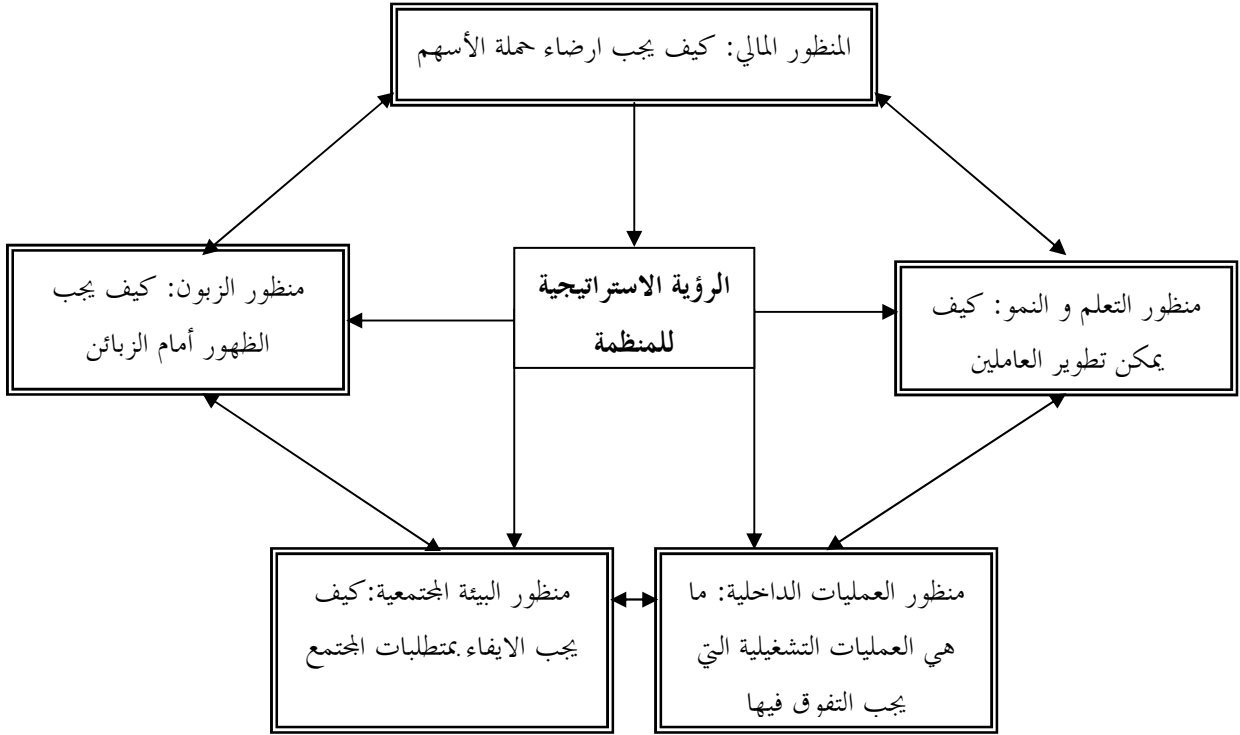 المنظور المالي: كيف يجب ارضاء حملة الأسهم
الرؤية الاستراتيجية
للمنظمة
منظور التعلم و النمو: كيف
يمكن تطوير العاملين
منظور الزبون: كيف يجب
الظهور أمام الزبائن
منظور العمليات الداخلية: ما
هي العمليات التشغيلية التي
يجب التفوق فيها
منظور البيئة المجتمعية:كيف
يجب الايفاء بمتطلبات المجتمع